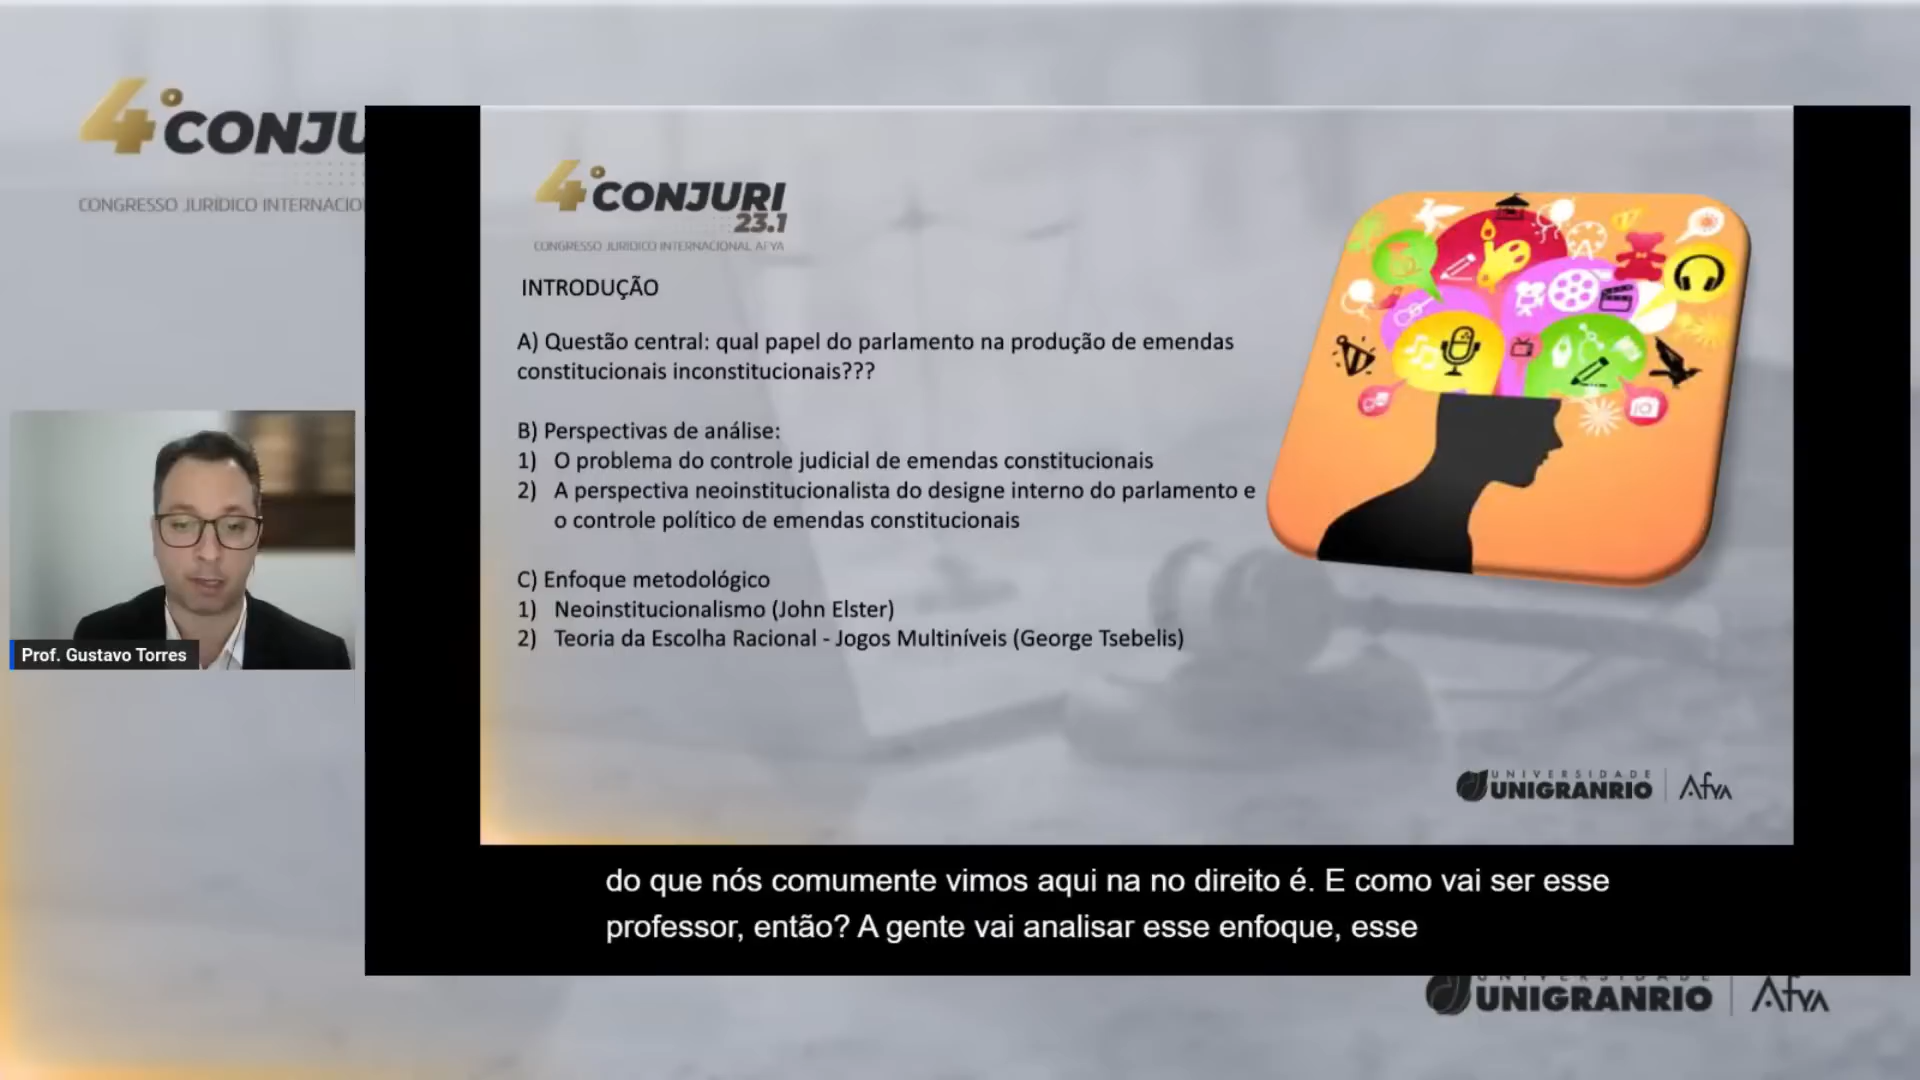 4º CONJU
CONGRESSO JURÍDICO INTERNACIO
4º CONJURI
23.1
CONGRESSO JURÍDICO INTERNACIONAL AFYA
INTRODUÇÃO
A) Questão central: qual papel do parlamento na produção de emendas
constitucionais inconstitucionais???
B) Perspectivas de análise:
1) O problema do controle judicial de emendas constitucionais
2) A perspectiva neoinstitucionalista do designe interno do parlamento e
o controle político de emendas constitucionais
C) Enfoque metodológico
1) Neoinstitucionalismo (John Elster)
2) Teoria da Escolha Racional - Jogos Multiníveis (George Tsebelis)
Prof. Gustavo Torres
UNIVERSIDADE
UNIGRANRIO
Afya
do que nós comumente vimos aqui na no direito é. E como vai ser esse
professor, então? A gente vai analisar esse enfoque, esse
UNIVERSIDADE
UNIGRANRIO
Afya